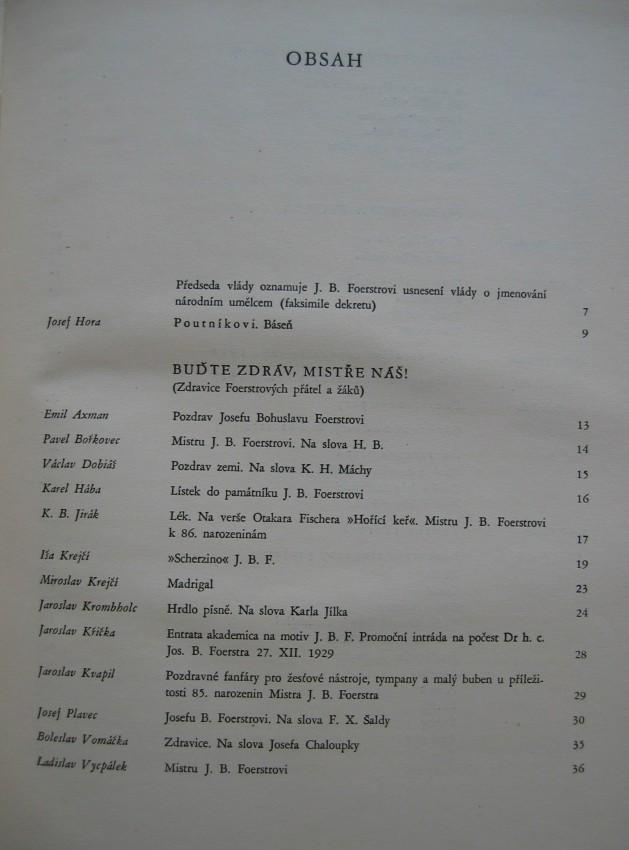 OBSAH
Předseda vlády oznamuje J. B. Foerstrovi usnesení vlády o jmenování
národním umělcem (faksimile dekretu) 7
Josef Hora Poutníkovi. Báseň 9
BUĎTE ZDRÁV, MISTŘE NÁŠ!
(Zdravice Foerstrových přátel a žáků)
Emil Axman Pozdrav Josefu Bohuslavu Foerstrovi 13
Pavel Bořkovec Mistru J. B. Foerstrovi. Na slova H. B. 14
Václav Dobiáš Pozdrav zemi. Na slova K. H. Máchy 15
Karel Hába Lístek do památníku J. B. Foerstrovi 16
K. B. Jirák Lék. Na verše Otakara Fischera »Hořící keř«. Mistru J. B. Foerstrovi
k 86. narozeninám 17
Iša Krejčí »Scherzino« J. B. F. 19
Miroslav Krejčí Madrigal 23
Jaroslav Krombholc Hrdlo písně. Na slova Karla Jílka 24
Jaroslav Křička Entrata akademica na motiv J. B. F. Promoční intráda na počest Dr h. c.
Jos. B. Foerstra 27. XII. 1929 28
Jaroslav Kvapil Pozdravné fanfáry pro žesťové nástroje, tympany a malý buben u příleži-
tosti 85. narozenin Mistra J. B. Foerstra 29
Josef Plavec Josefu B. Foerstrovi. Na slova F. X. Šaldy 30
Boleslav Vomáčka Zdravice. Na slova Josefa Chaloupky 35
Ladislav Vycpálek Mistru J. B. Foerstrovi 36